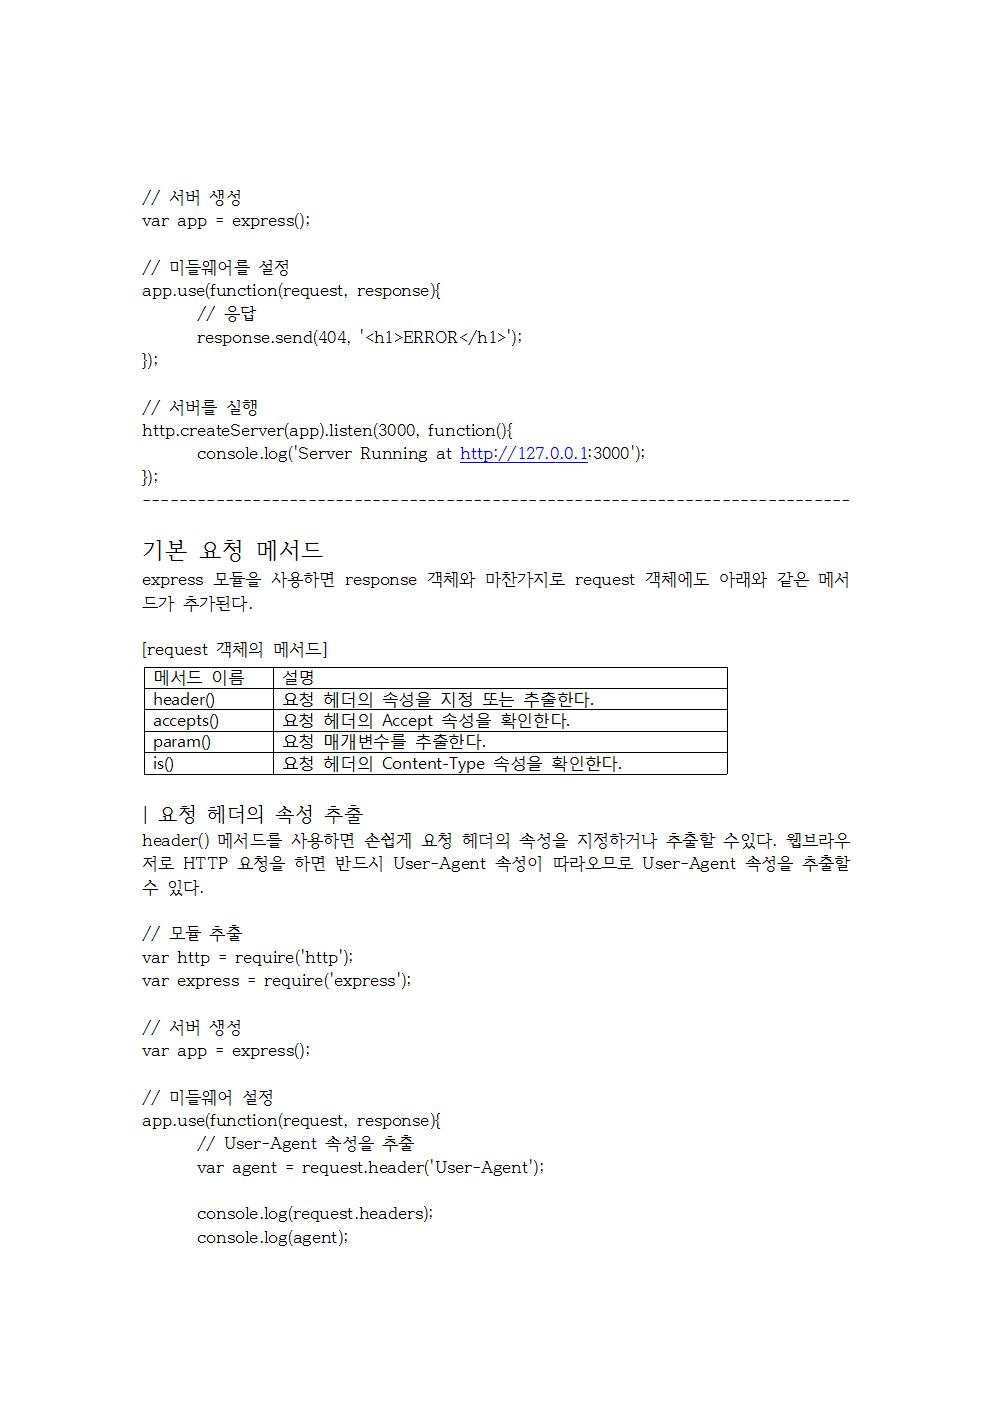 // 서버 생성
var app = express();
// 미들웨어를 설정
app.use(function(request, response){
// 응답
response.send(404, '<h1>ERROR</h1>');
});
// 서버를 실행
http.createServer(app).listen(3000, function(){
console.log('Server Running at http://127.0.0.1:3000');
});
--------------------------------------------------------------------------------
기본 요청 메서드
express 모듈을 사용하면 response 객체와 마찬가지로 request 객체에도 아래와 같은 메서
드가 추가된다.
[request 객체의 메서드]
메서드 이름 설명
header() 요청 헤더의 속성을 지정 또는 추출한다.
accepts() 요청 헤더의 Accept 속성을 확인한다.
param() 요청 매개변수를 추출한다.
is() 요청 헤더의 Content-Type 속성을 확인한다.
| 요청 헤더의 속성 추출
header() 메서드를 사용하면 손쉽게 요청 헤더의 속성을 지정하거나 추출할 수있다. 웹브라우
저로 HTTP 요청을 하면 반드시 User-Agent 속성이 따라오므로 User-Agent 속성을 추출할
수 있다.
// 모듈 추출
var http = require('http');
var express = require('express');
// 서버 생성
var app = express();
// 미들웨어 설정
app.use(function(request, response){
// User-Agent 속성을 추출
var agent = request.header('User-Agent');
console.log(request.headers);
console.log(agent);